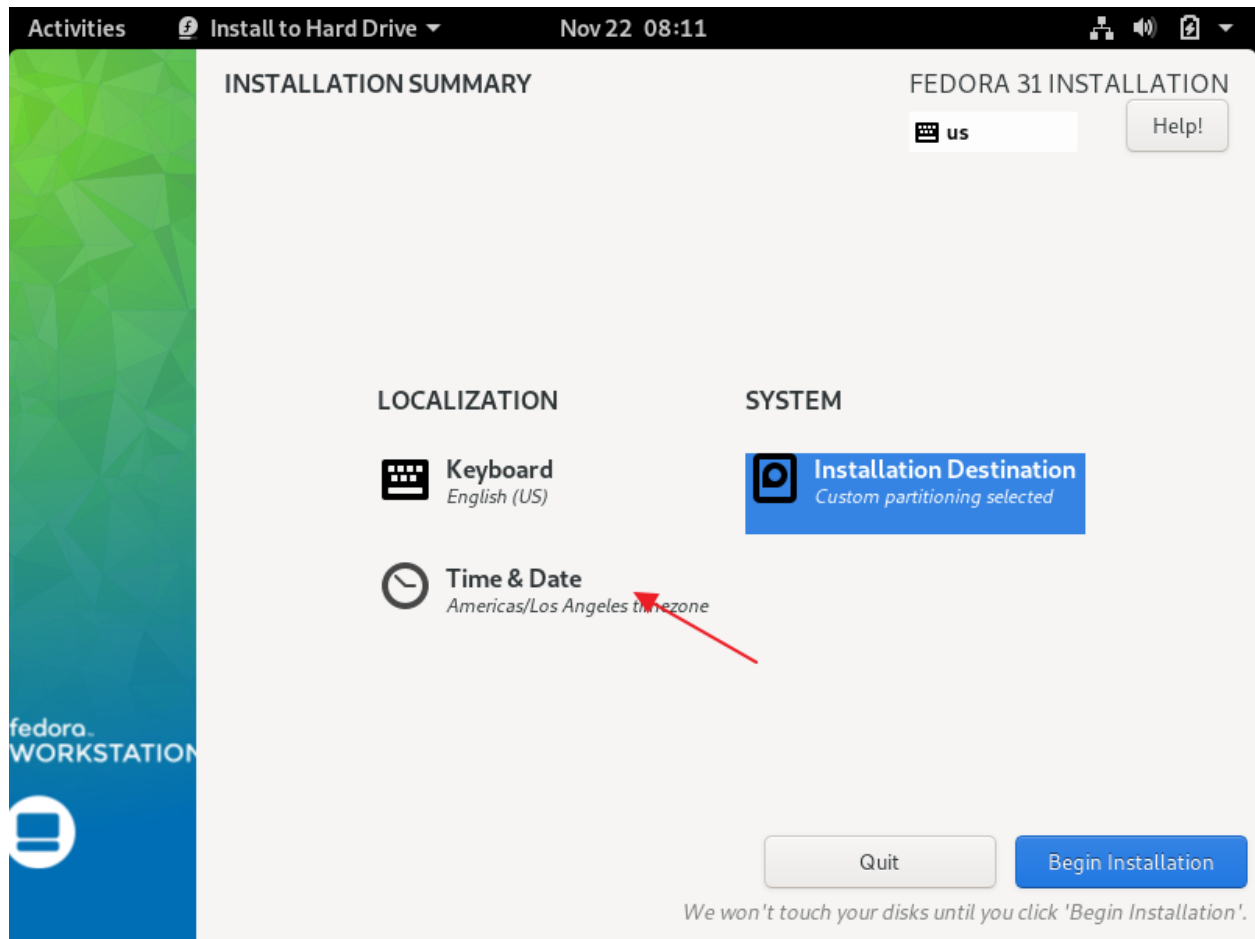 Activities Install to Hard Drive Nov 22 08:11
INSTALLATION SUMMARY
FEDORA 31 INSTALLATION
us
Help!
LOCALIZATION
Keyboard
English (US)
Time & Date
Americas/Los Angeles timezone
SYSTEM
Installation Destination
Custom partitioning selected
fedora
WORKSTATION
Quit
Begin Installation
We won't touch your disks until you click 'Begin Installation'.